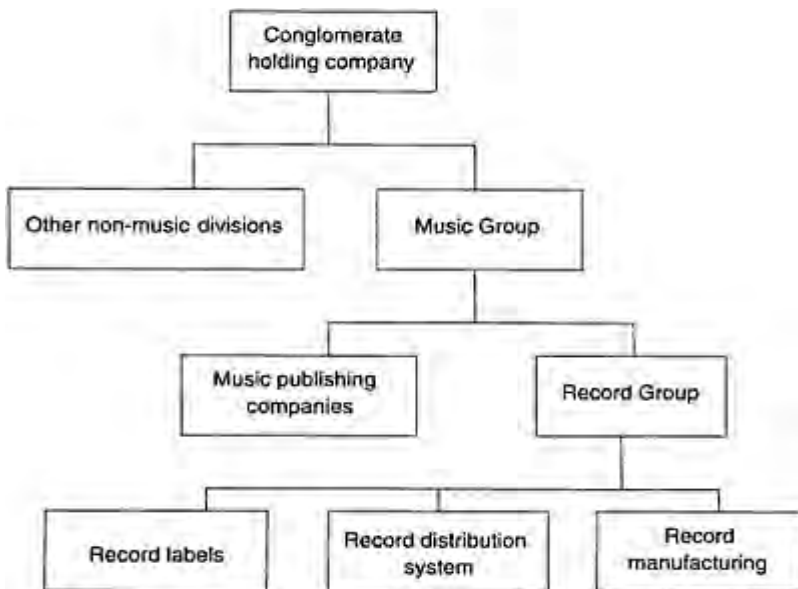 Conglomerate
holding company
Other non-music divisions
Music Group
Music publishing
companies
Record Group
Record labels
Record distribution
system
Record
manufacturing